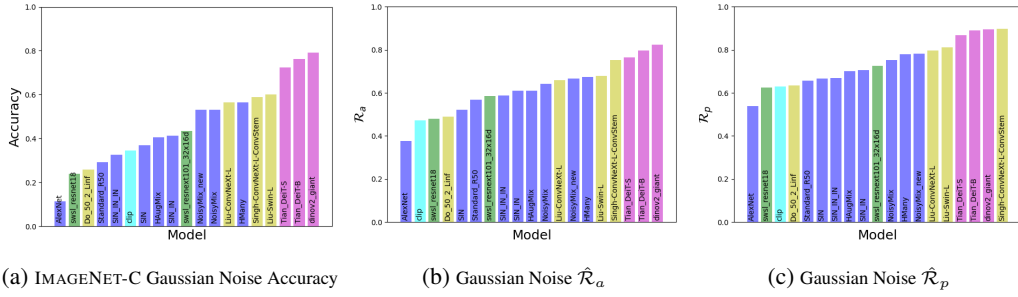 1.0
0.8
0.6
0.4
0.2
0.0
Accuracy
AlexNet
swsl_resnet18
Do_50_2_Linf
Standard_R50
SIN_IN
clip
SIN
HAugMix
SIN_IN
swsl_resnext101_32x16d
NoisyMix_new
NoisyMix
Liu-ConvNeXt-L
HMany
Singh-ConvNeXt-L-ConvStem
Liu-Swin-L
Tian_DeiT-S
Tian_DeiT-B
dinov2_giant
Model
(a) IMAGENET-C Gaussian Noise Accuracy
1.0
0.8
0.6
0.4
0.2
0.0
R_a
AlexNet
clip
swsl_resnet18
Do_50_2_Linf
SIN
Standard_R50
swsl_resnext101_32x16d
SIN_IN_IN
SIN_IN
HAugMix
NoisyMix
Liu-ConvNeXt-L
NoisyMix_new
HMany
Liu-Swin-L
Singh-ConvNeXt-L-ConvStem
Tian_DeiT-S
Tian_DeiT-B
dinov2_giant
Model
(b) Gaussian Noise R̂_a
1.0
0.8
0.6
0.4
0.2
0.0
R_p
AlexNet
swsl_resnet18
clip
Do_50_2_Linf
Standard_R50
SIN
SIN_IN_IN
HAugMix
SIN_IN
swsl_resnext101_32x16d
NoisyMix
HMany
NoisyMix_new
Liu-ConvNeXt-L
Liu-Swin-L
Tian_DeiT-S
Tian_DeiT-B
dinov2_giant
Singh-ConvNeXt-L-ConvStem
Model
(c) Gaussian Noise R̂_p